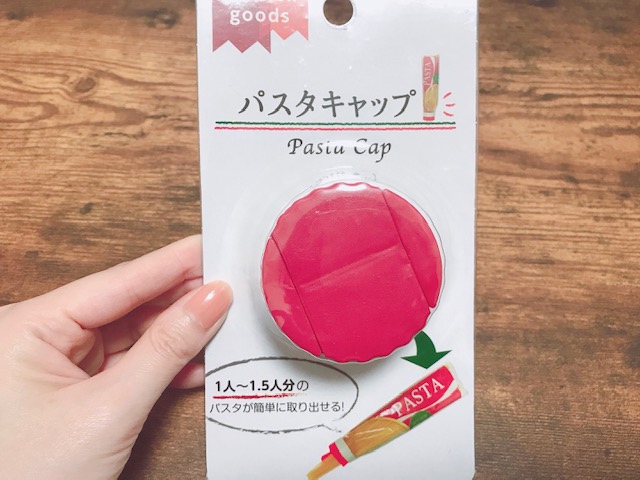 goods
パスタキャップ
PASTA
Pasta Cap
1人～1.5人分の
パスタが簡単に取り出せる!
PASTA